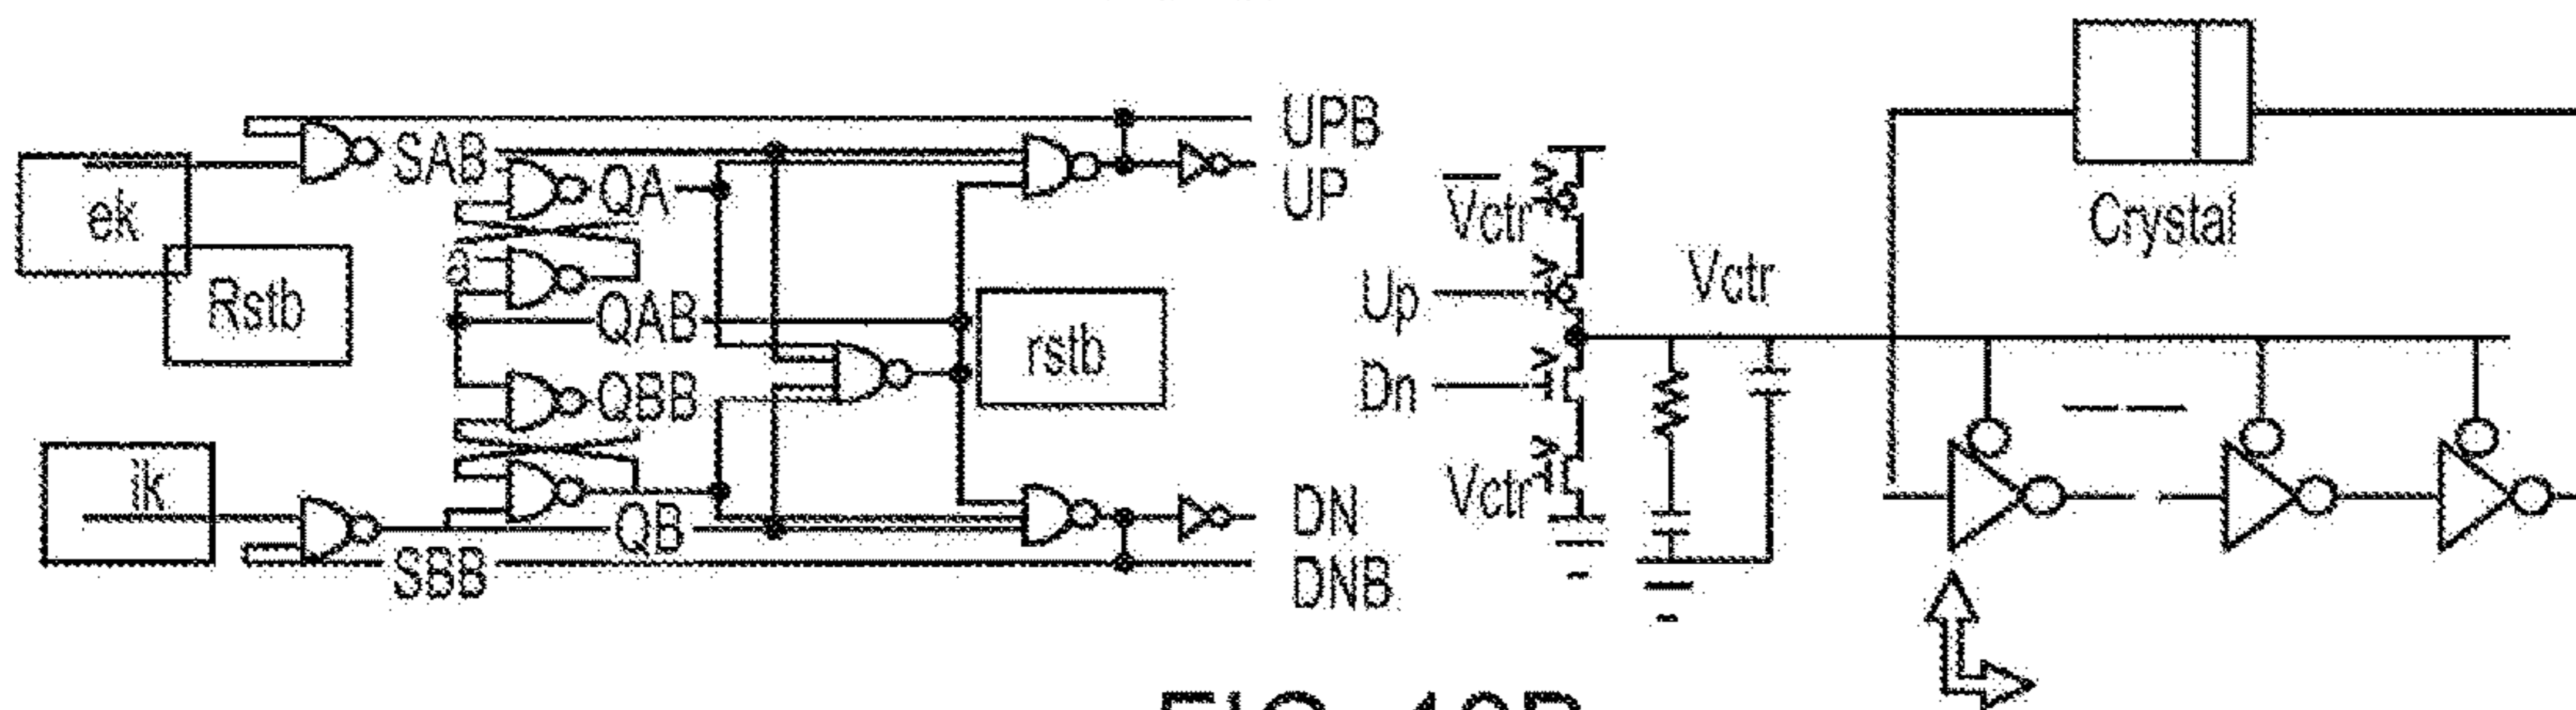 ek
Rstb
ik
SAB
SBB
QA
a
QAB
QBB
QB
rstb
UPB
UP
DN
DNB
Vctr
Up
Dn
Vctr
Vctr
Crystal